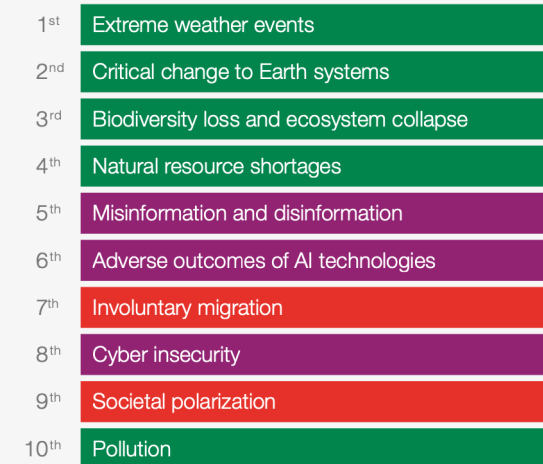 1st Extreme weather events
2nd Critical change to Earth systems
3rd Biodiversity loss and ecosystem collapse
4th Natural resource shortages
5th Misinformation and disinformation
6th Adverse outcomes of AI technologies
7th Involuntary migration
8th Cyber insecurity
9th Societal polarization
10th Pollution